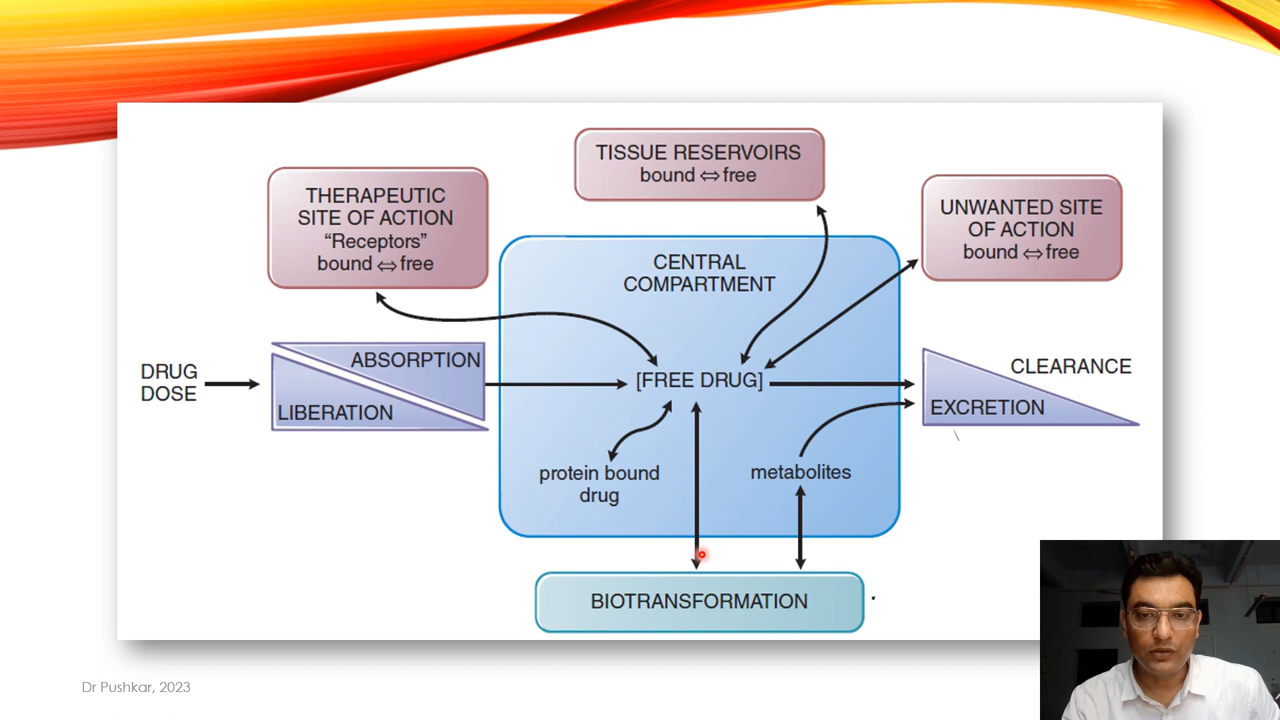 TISSUE RESERVOIRS
bound ⇔ free
THERAPEUTIC
SITE OF ACTION
“Receptors”
bound ⇔ free
UNWANTED SITE
OF ACTION
bound ⇔ free
CENTRAL
COMPARTMENT
DRUG
DOSE
ABSORPTION
LIBERATION
[FREE DRUG]
CLEARANCE
EXCRETION
protein bound
drug
metabolites
BIOTRANSFORMATION
Dr Pushkar, 2023